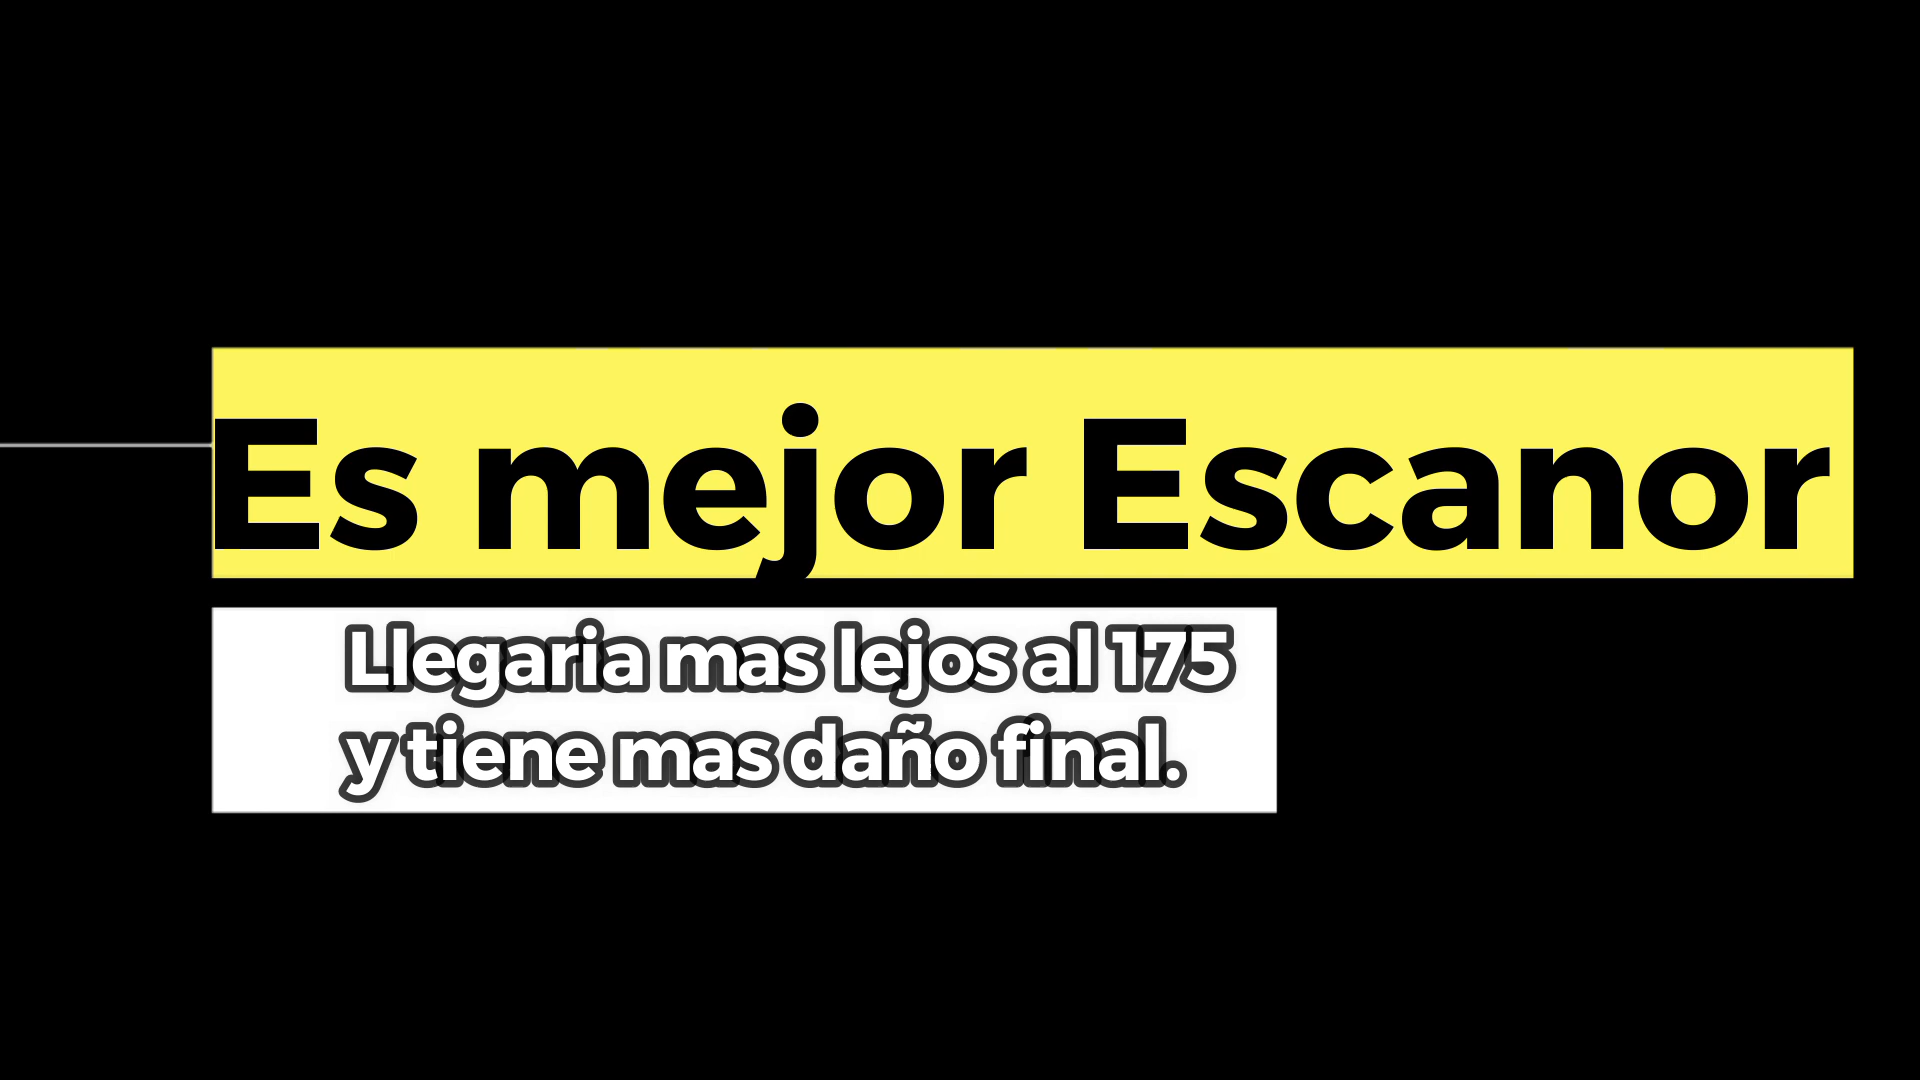 Es mejor Escanor
Llegaria mas lejos al 175
y tiene mas daño final.